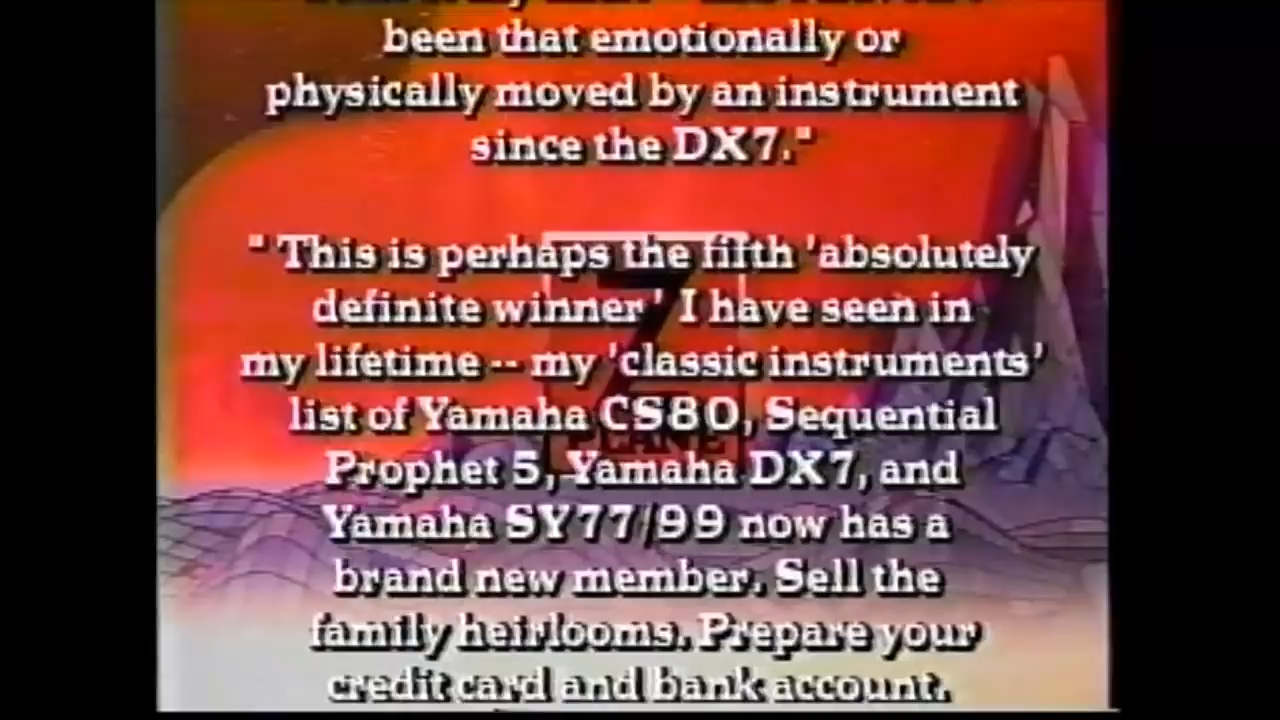 been that emotionally or
physically moved by an instrument
since the DX7."
" This is perhaps the fifth 'absolutely
definite winner' I have seen in
my lifetime -- my 'classic instruments'
list of Yamaha CS80, Sequential
Prophet 5, Yamaha DX7, and
Yamaha SY77/99 now has a
brand new member. Sell the
family heirlooms. Prepare your
credit card and bank account.
Z
PLANE